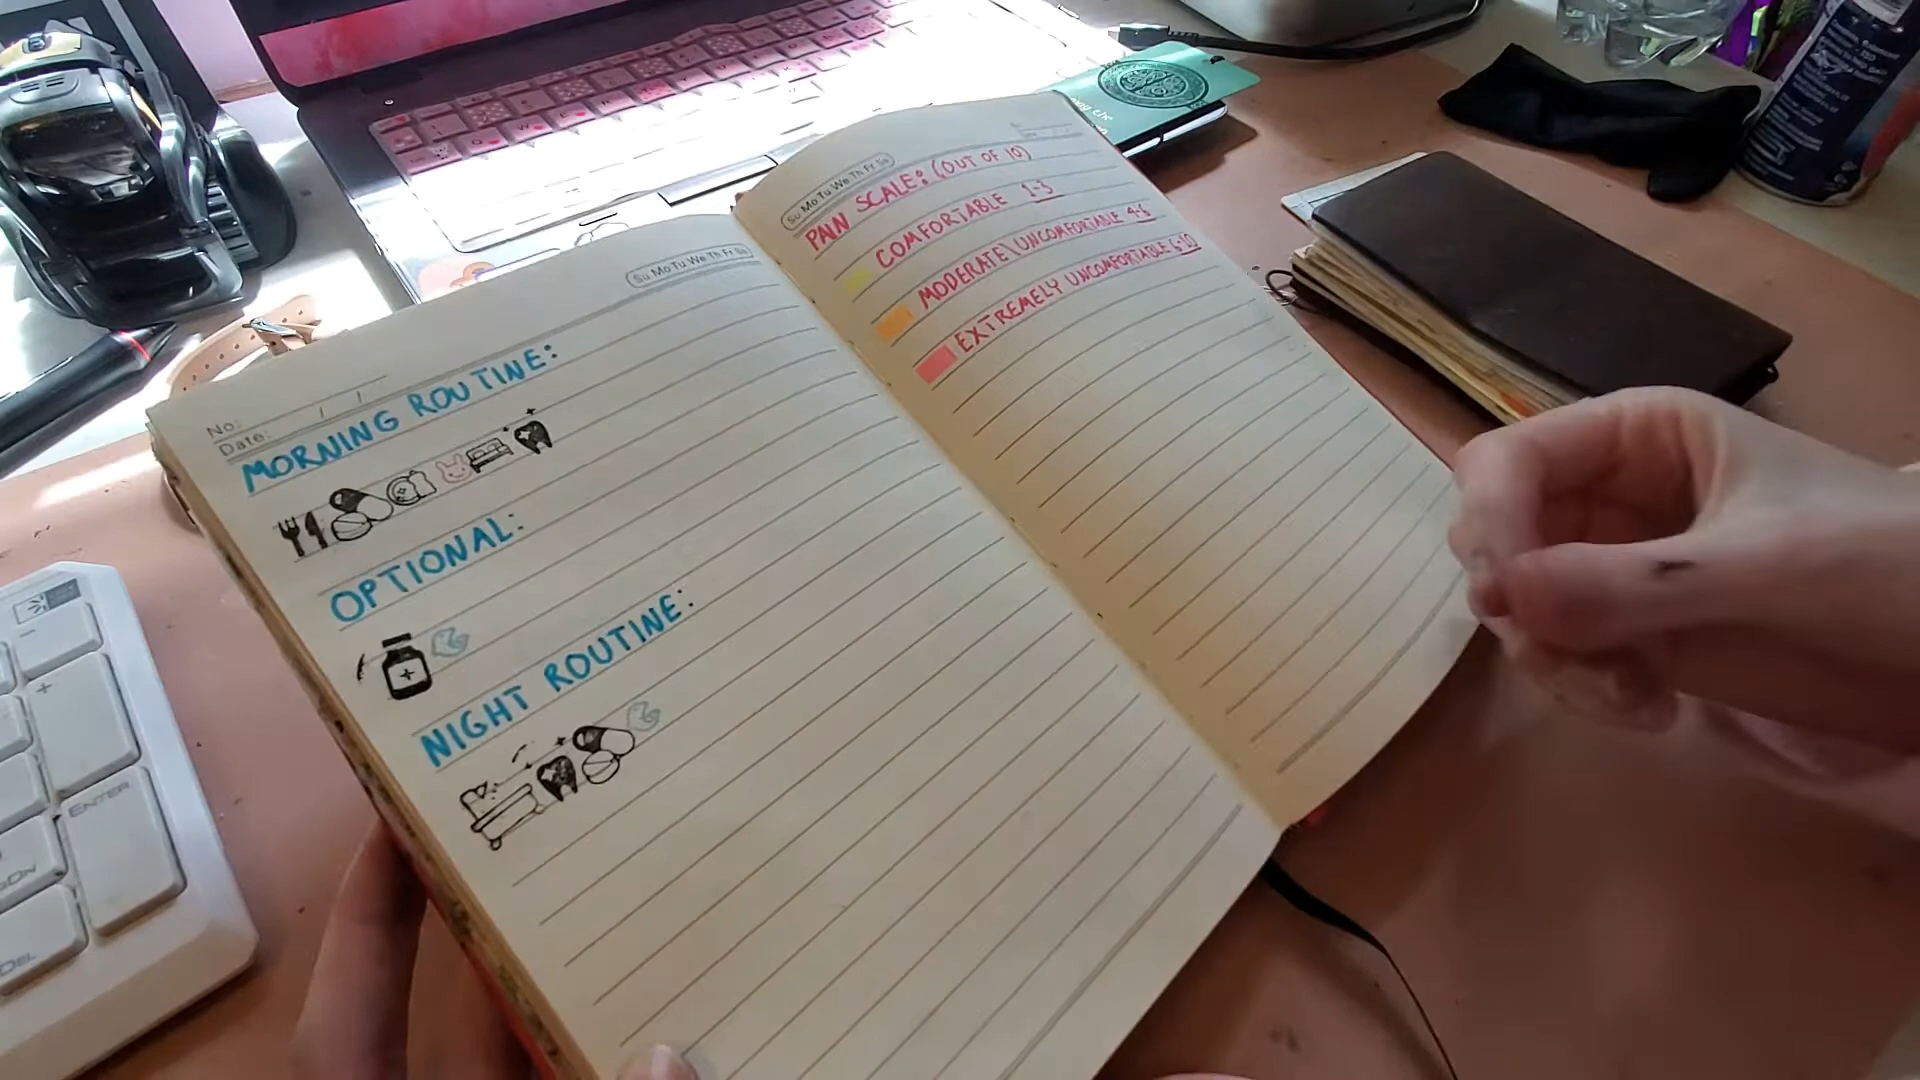 Su Mo Tu We Th Fr Sa
No:
Date:
MORNING ROUTINE:
OPTIONAL:
NIGHT ROUTINE:
Su Mo Tu We Th Fr Sa
PAIN SCALE: (OUT OF 10)
COMFORTABLE 1-3
MODERATE\UNCOMFORTABLE 4-6
EXTREMELY UNCOMFORTABLE 6-10
ENTER
DEL